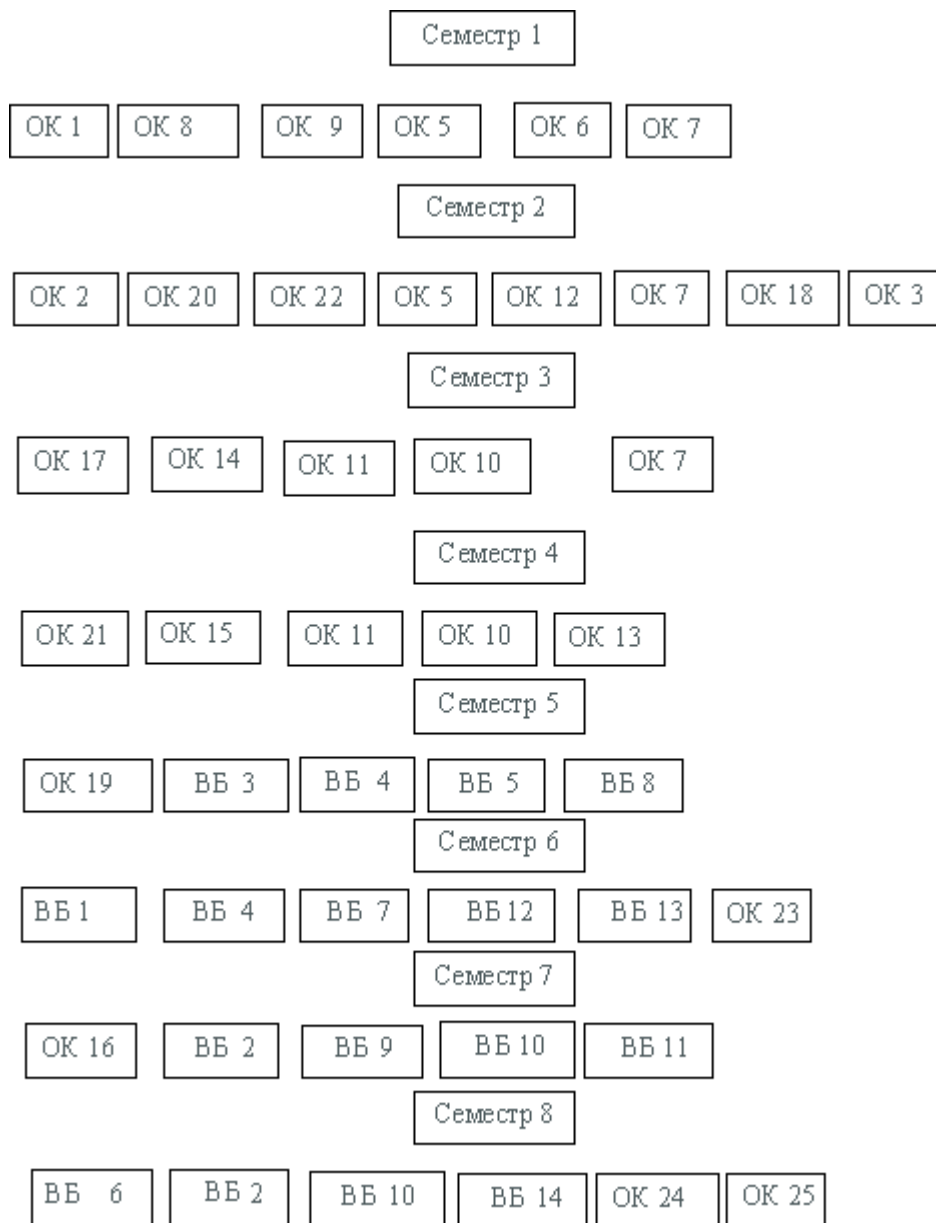 Семестр 1
ОК 1 ОК 8 ОК 9 ОК 5 ОК 6 ОК 7
Семестр 2
ОК 2 ОК 20 ОК 22 ОК 5 ОК 12 ОК 7 ОК 18 ОК 3
Семестр 3
ОК 17 ОК 14 ОК 11 ОК 10 ОК 7
Семестр 4
ОК 21 ОК 15 ОК 11 ОК 10 ОК 13
Семестр 5
ОК 19 ВБ 3 ВБ 4 ВБ 5 ВБ 8
Семестр 6
ВБ 1 ВБ 4 ВБ 7 ВБ 12 ВБ 13 ОК 23
Семестр 7
ОК 16 ВБ 2 ВБ 9 ВБ 10 ВБ 11
Семестр 8
ВБ 6 ВБ 2 ВБ 10 ВБ 14 ОК 24 ОК 25